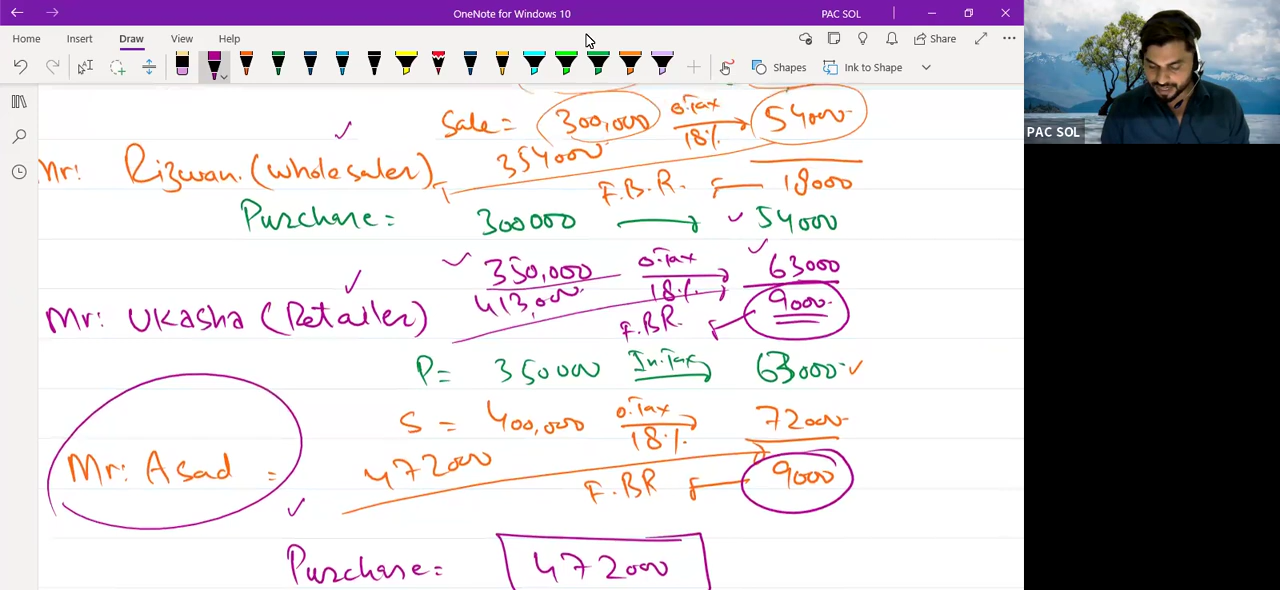 OneNote for Windows 10
PAC SOL
Home Insert Draw View Help
Share
Shapes
Ink to Shape
PAC SOL
Sale = 300,000 o.Tax 18% 54000
354000
Mr: Rizwan. (Wholesaler)
F.B.R. 18000
Purchase = 300000 54000
350,000 o.Tax 18% 63000
413,000
Mr: Ukasha (Retailer)
F.BR. 9000
P = 350000 In.Tax 63000
S = 400,000 o.Tax 18% 72000
Mr: Asad = 472000
F.BR 9000
Purchase = 472000